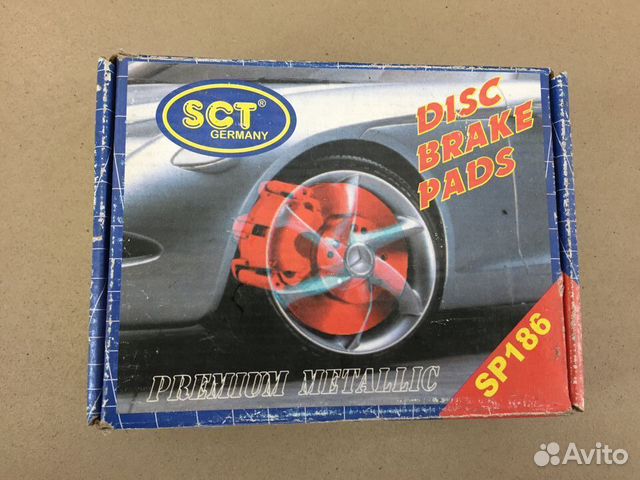 SCT®
GERMANY
DISC
BRAKE
PADS
PREMIUM METALLIC
SP186
Avito